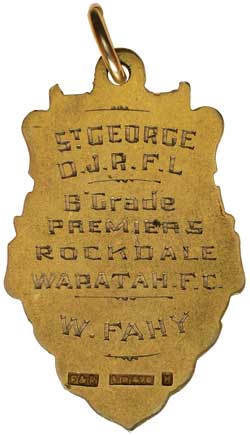 ST GEORGE
D.J.R.F.L
B' Grade
PREMIERS
ROCKDALE
WARATAH.F.C.
W. FAHY